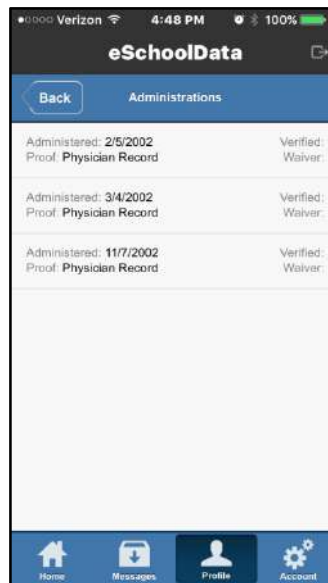 Verizon 4:48 PM 100%
eSchoolData
Back Administrations
Administered: 2/5/2002 Verified:
Proof: Physician Record Waiver:
Administered: 3/4/2002 Verified:
Proof: Physician Record Waiver:
Administered: 11/7/2002 Verified:
Proof: Physician Record Waiver:
Home Messages Profile Account